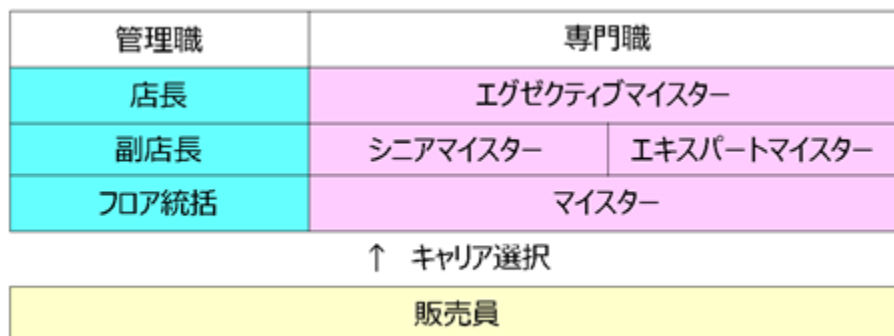 管理職 専門職
店長 エグゼクティブマイスター
副店長 シニアマイスター エキスパートマイスター
フロア統括 マイスター
↑ キャリア選択
販売員